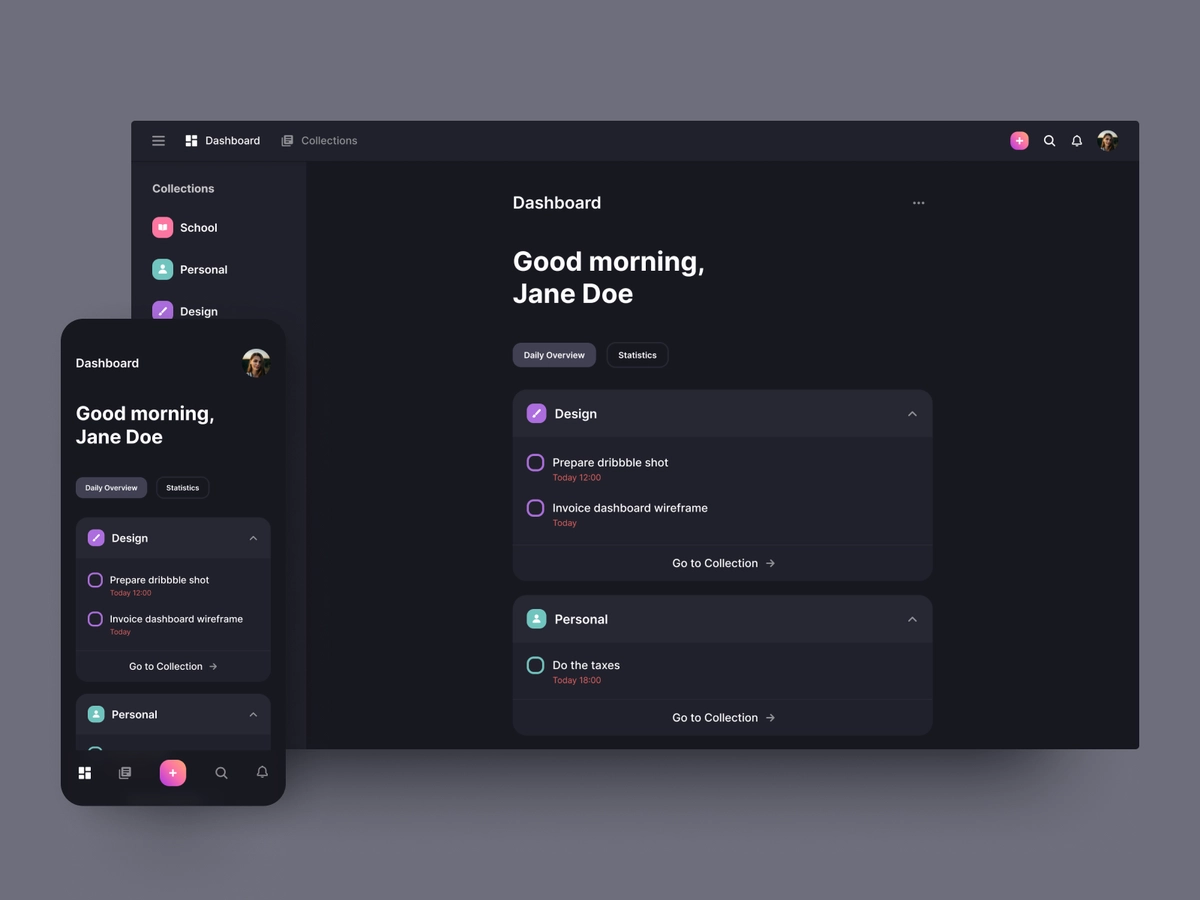 Dashboard
Collections
Collections
School
Personal
Design
Dashboard
Good morning,
Jane Doe
Daily Overview
Statistics
Design
Prepare dribbble shot
Today 12:00
Invoice dashboard wireframe
Today
Go to Collection
Personal
Do the taxes
Today 18:00
Go to Collection
Dashboard
Good morning,
Jane Doe
Daily Overview
Statistics
Design
Prepare dribbble shot
Today 12:00
Invoice dashboard wireframe
Today
Go to Collection
Personal